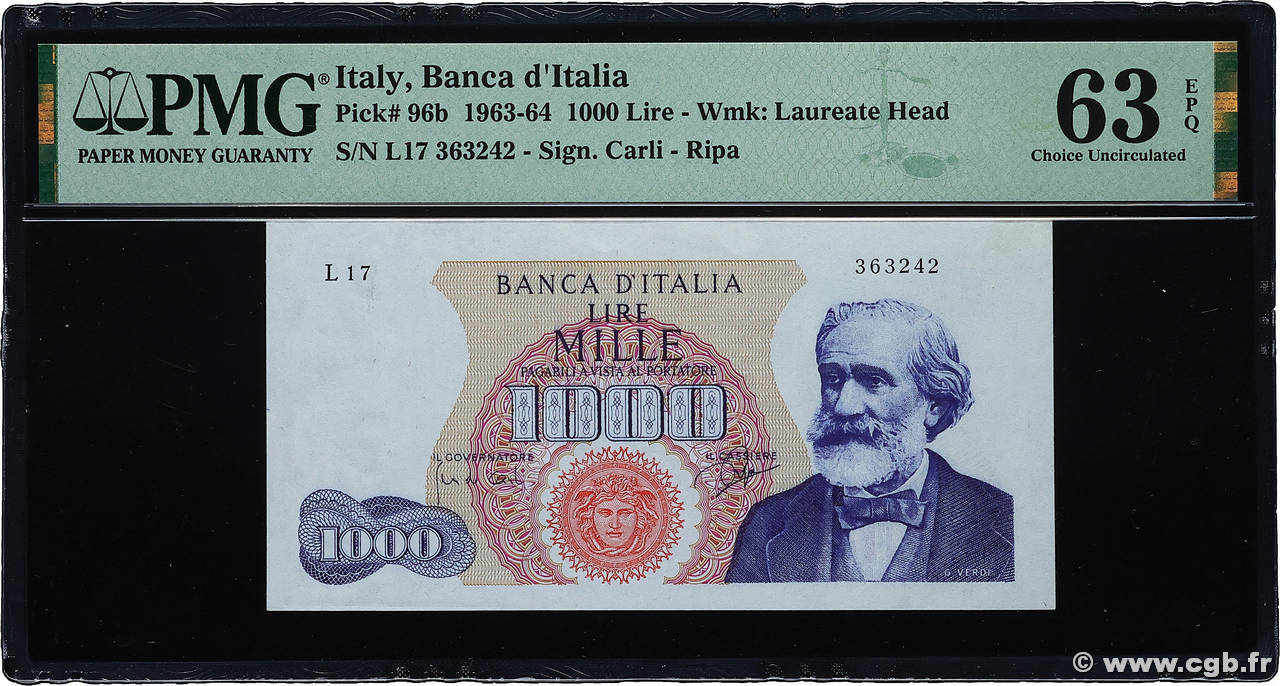 PMG®
PAPER MONEY GUARANTY
Italy, Banca d'Italia
Pick# 96b 1963-64 1000 Lire - Wmk: Laureate Head
S/N L17 363242 - Sign. Carli - Ripa
63
EPQ
Choice Uncirculated
L 17
363242
BANCA D'ITALIA
LIRE
MILLE
PAGABILI A VISTA AL PORTATORE
1000
IL GOVERNATORE
IL CASSIERE
1000
G. VERDI
© www.cgb.fr